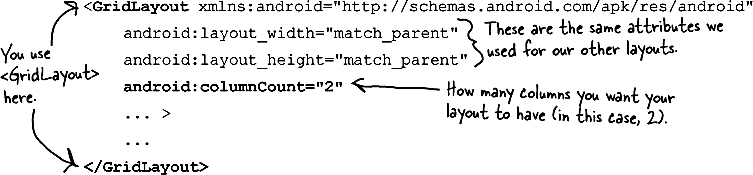 <GridLayout xmlns:android="http://schemas.android.com/apk/res/android"
android:layout_width="match_parent"
android:layout_height="match_parent"
android:columnCount="2"
... >
...
</GridLayout>
You use
<GridLayout>
here.
These are the same attributes we
used for our other layouts.
How many columns you want your
layout to have (in this case, 2).